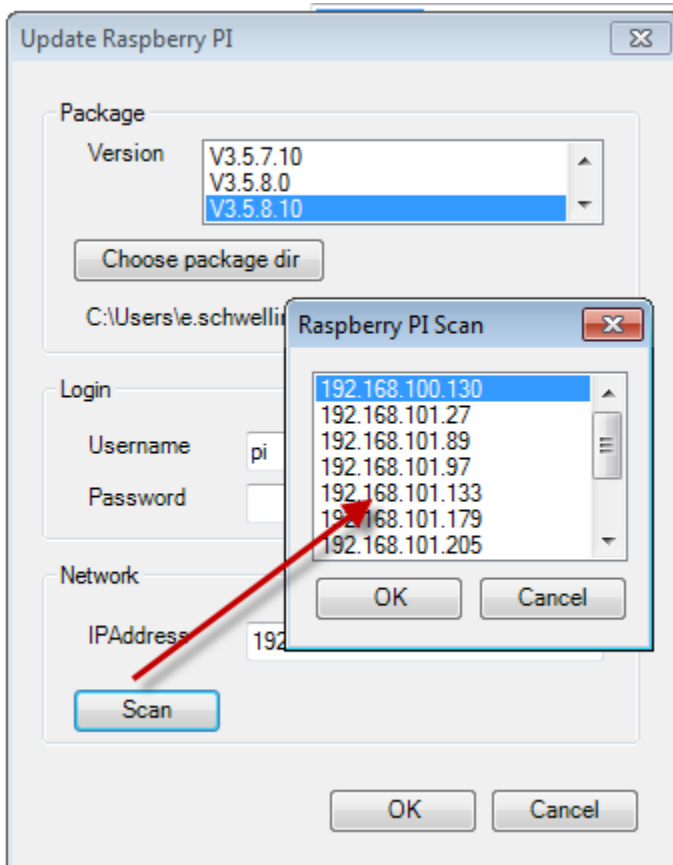 Update Raspberry PI
Package
Version
V3.5.7.10
V3.5.8.0
V3.5.8.10
Choose package dir
C:\Users\e.schwellin
Raspberry PI Scan
192.168.100.130
192.168.101.27
192.168.101.89
192.168.101.97
192.168.101.133
192.168.101.179
192.168.101.205
OK Cancel
Login
Username pi
Password
Network
IPAddress 192
Scan
OK Cancel